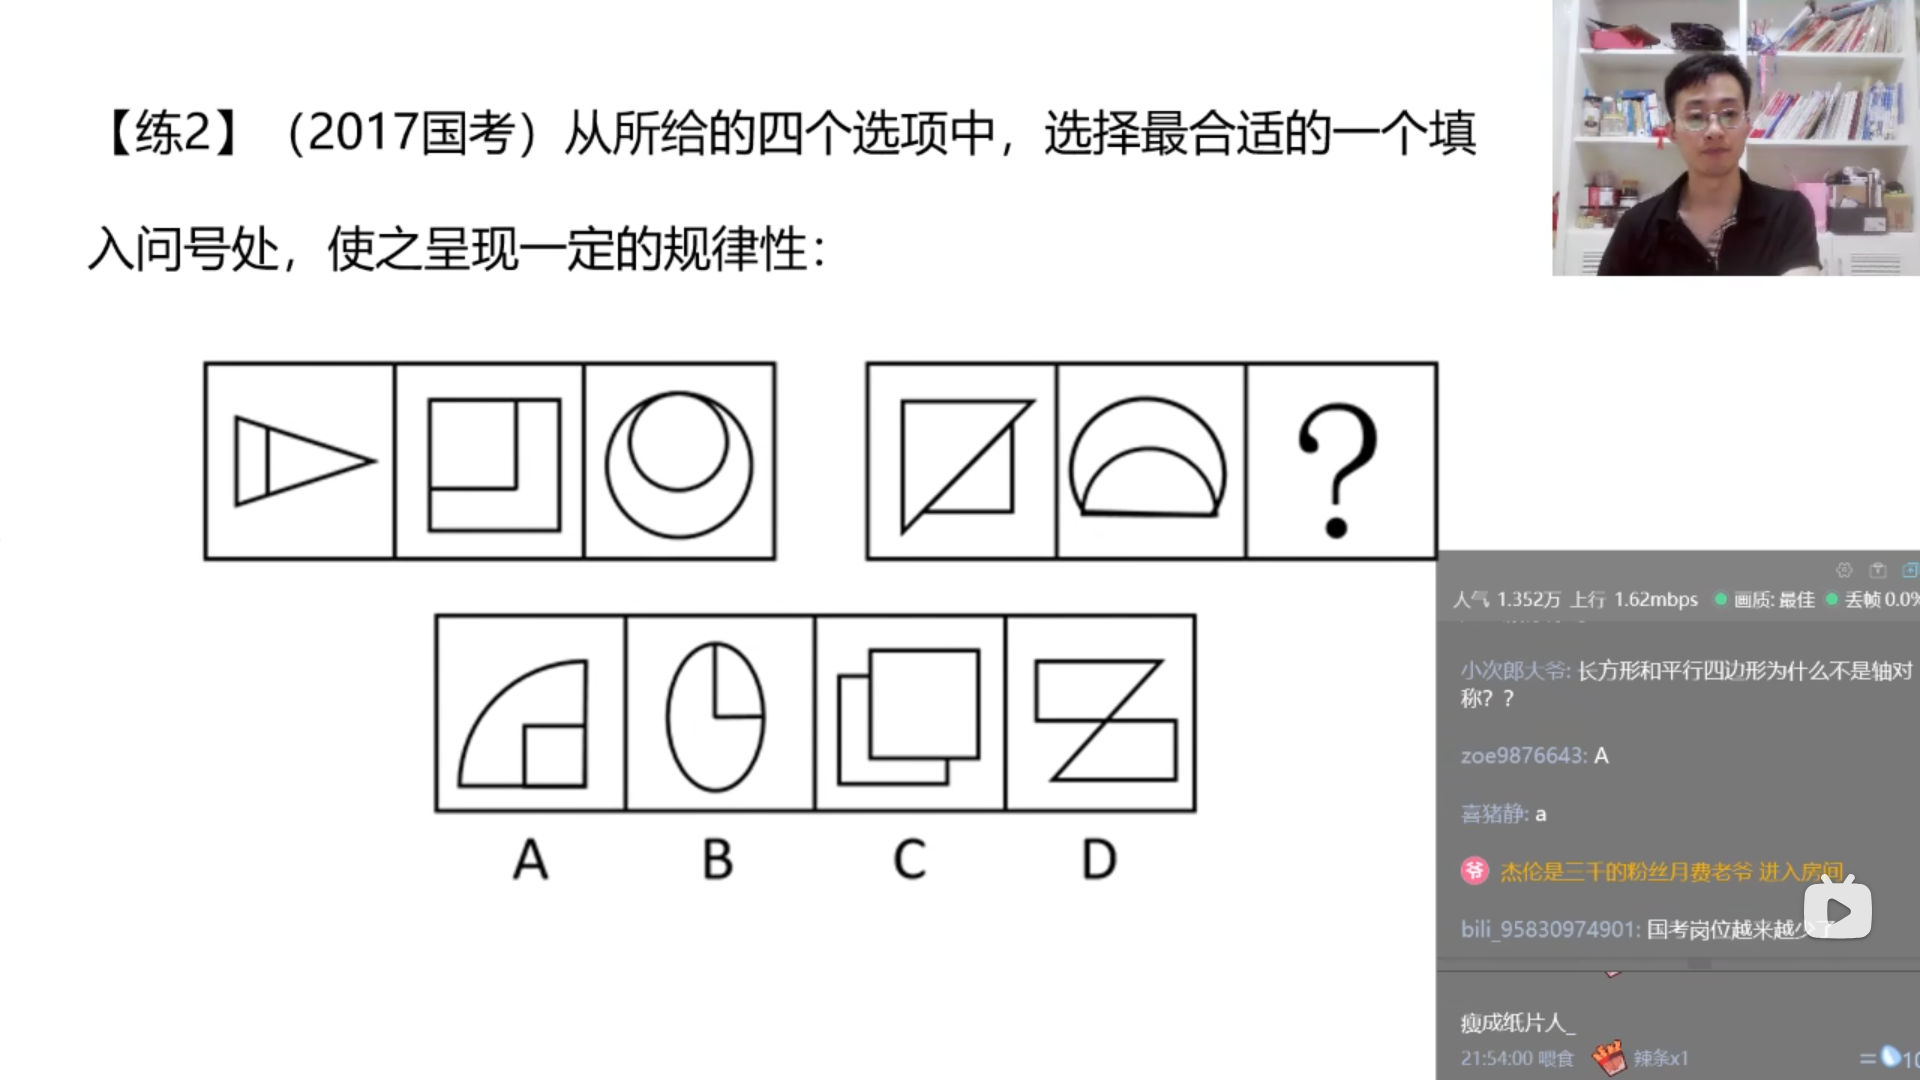 【练2】（2017国考）从所给的四个选项中，选择最合适的一个填
入问号处，使之呈现一定的规律性：
?
A B C D
人气 1.352万 上行 1.62mbps 画质: 最佳 丢帧 0.0%
小次郎大爷: 长方形和平行四边形为什么不是轴对
称？？
zoe9876643: A
喜猪静: a
爷 杰伦是三千的粉丝月费老爷 进入房间
bili_95830974901: 国考岗位越来越少了
瘦成纸片人_
21:54:00 喂食 辣条x1